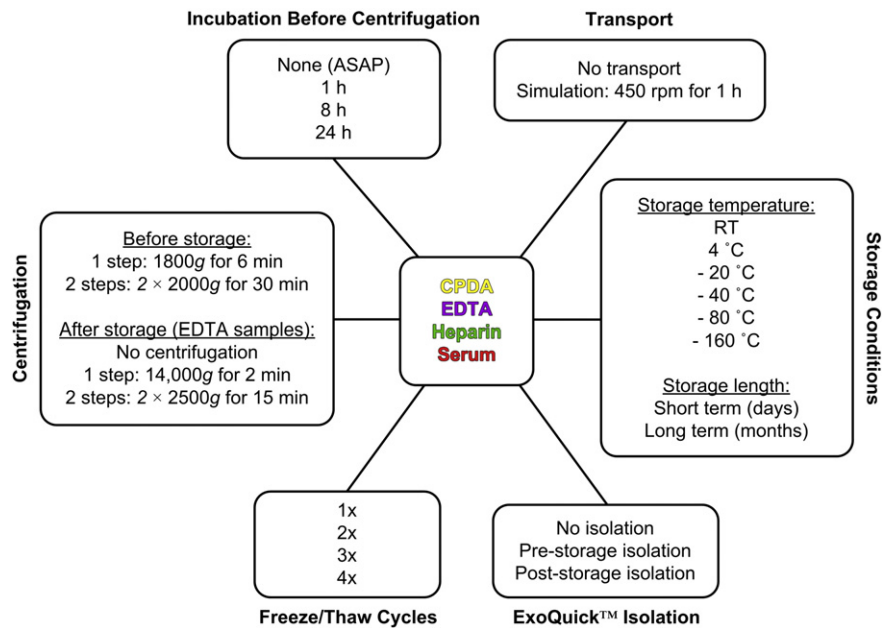 Incubation Before Centrifugation
None (ASAP)
1 h
8 h
24 h
Transport
No transport
Simulation: 450 rpm for 1 h
Centrifugation
Before storage:
1 step: 1800g for 6 min
2 steps: 2 × 2000g for 30 min
After storage (EDTA samples):
No centrifugation
1 step: 14,000g for 2 min
2 steps: 2 × 2500g for 15 min
CPDA
EDTA
Heparin
Serum
Storage Conditions
Storage temperature:
RT
4 ˚C
- 20 ˚C
- 40 ˚C
- 80 ˚C
- 160 ˚C
Storage length:
Short term (days)
Long term (months)
1x
2x
3x
4x
Freeze/Thaw Cycles
No isolation
Pre-storage isolation
Post-storage isolation
ExoQuick™ Isolation